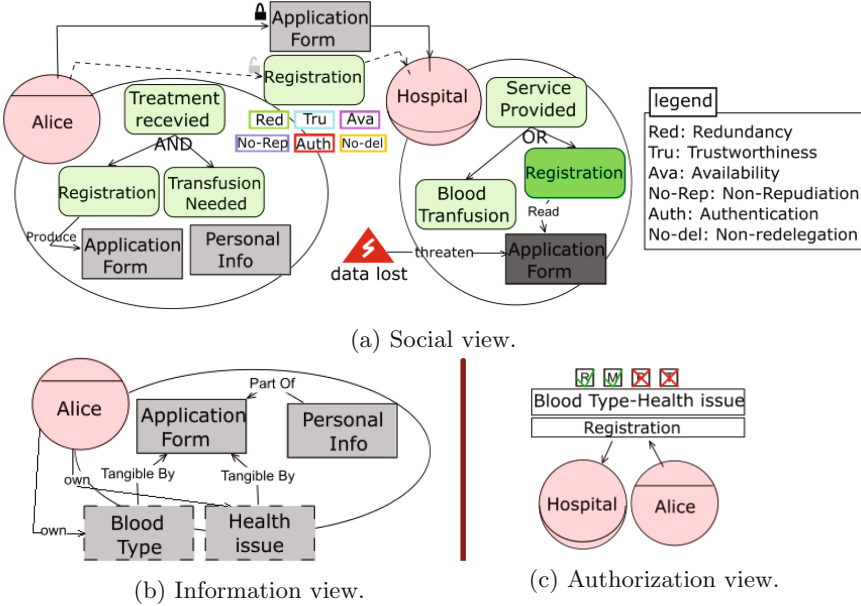 Application
Form
Registration
Red Tru Ava
No-Rep Auth No-del
Alice
Treatment
recevied
AND
Registration
Transfusion
Needed
Produce
Application
Form
Personal
Info
Hospital
Service
Provided
OR
Blood
Tranfusion
Registration
Read
data lost
threaten
Application
Form
legend
Red: Redundancy
Tru: Trustworthiness
Ava: Availability
No-Rep: Non-Repudiation
Auth: Authentication
No-del: Non-redelegation
(a) Social view.
Alice
Part Of
Application
Form
Personal
Info
Tangible By
Tangible By
own
own
Blood
Type
Health
issue
(b) Information view.
R M P T
Blood Type-Health issue
Registration
Hospital
Alice
(c) Authorization view.